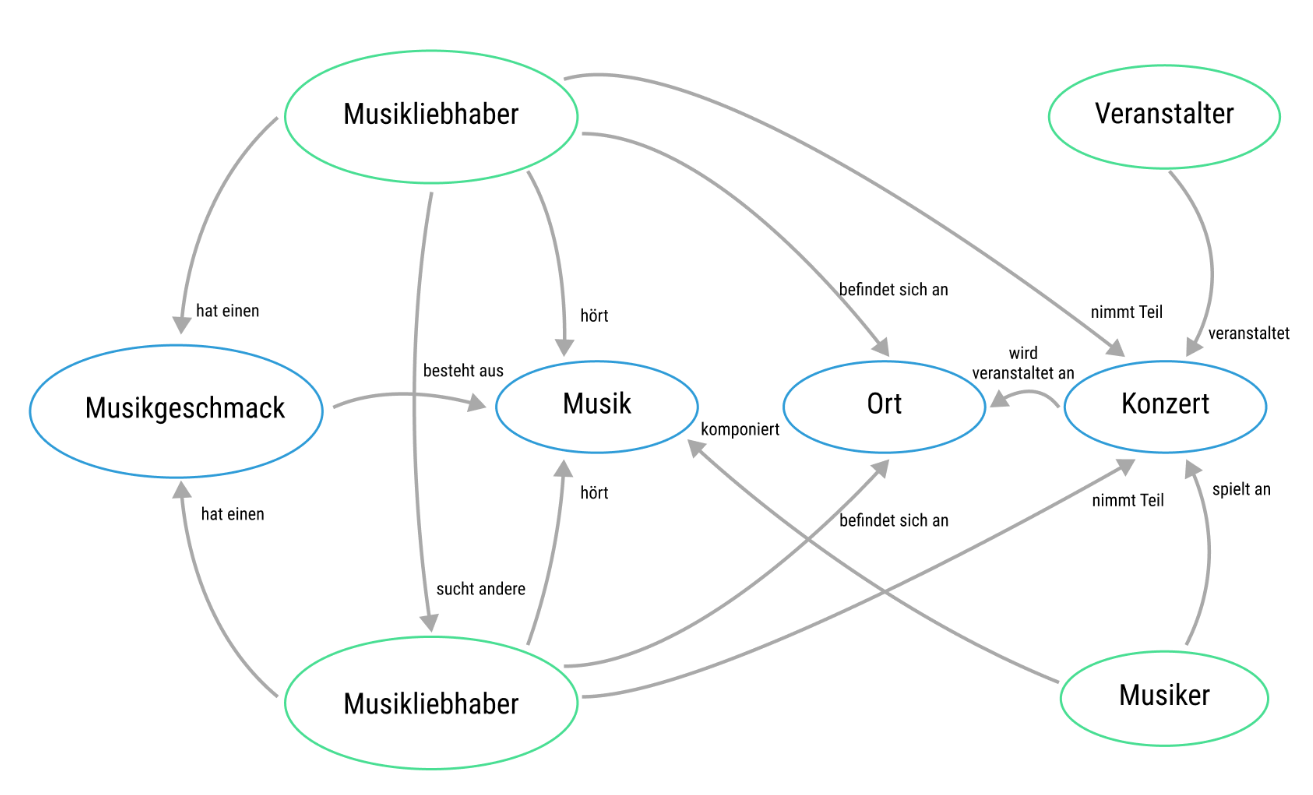 Musikliebhaber
Veranstalter
befindet sich an
hat einen
nimmt Teil
hört
veranstaltet
wird
veranstaltet an
besteht aus
Musikgeschmack
Musik
Ort
Konzert
komponiert
hört
spielt an
nimmt Teil
hat einen
befindet sich an
sucht andere
Musikliebhaber
Musiker